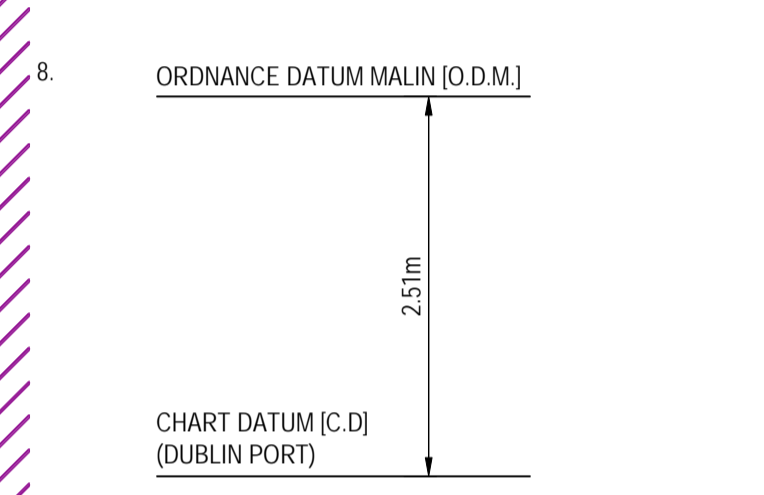 8.
ORDNANCE DATUM MALIN [O.D.M.]
2.51m
CHART DATUM [C.D]
(DUBLIN PORT)